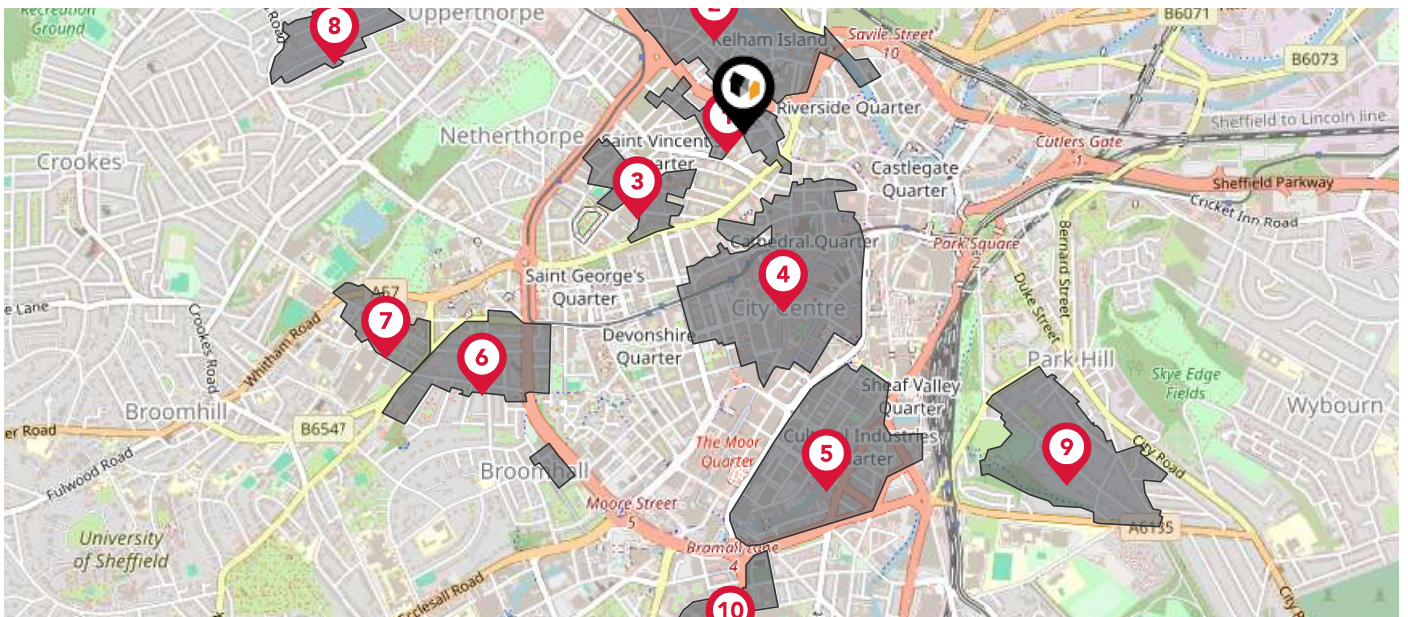 Recreation
Ground
Road
8
Upperthorpe
2
Kelham Island
Savile Street
10
B6071
B6073
Riverside Quarter
Sheffield to Lincoln line
Netherthorpe
1
Saint Vincent
Quarter
Cutlers Gate
1
Crookes
Castlegate
Quarter
3
Sheffield Parkway
Cricket Inn Road
Cathedral Quarter
Park Square
Bernard Street
Saint George's
Quarter
4
City Centre
Duke Street
A57
e Lane
Crookes Road
7
Whitham Road
6
Devonshire
Quarter
Park Hill
Skye Edge
Fields
Sheaf Valley
Quarter
Wybourn
Broomhill
B6547
er Road
Fulwood Road
The Moor
Quarter
Cultural Industries
Quarter
5
9
City Road
Broomhall
Moore Street
5
A6135
University
of Sheffield
Bramall Lane
4
Ecclesall Road
10
City R